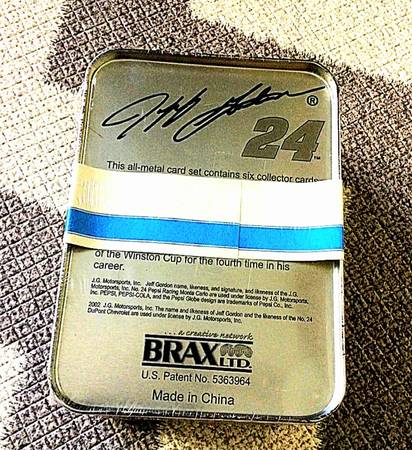 Jeff Gordon ®
24™
This all-metal card set contains six collector cards
of the Winston Cup for the fourth time in his
career.
J.G. Motorsports, Inc. Jeff Gordon name, likeness, and signature, and likeness of the J.G.
Motorsports, Inc. No. 24 Pepsi Racing Monte Carlo are used under license by J.G. Motorsports,
Inc. PEPSI, PEPSI-COLA, and the Pepsi Globe design are trademarks of Pepsi Co., Inc.
2002 J.G. Motorsports, Inc. The name and likeness of Jeff Gordon and the likeness of the No. 24
DuPont Chevrolet are used under license by J.G. Motorsports, Inc.
... a creative network
BRAX
LTD.
U.S. Patent No. 5363964
Made in China